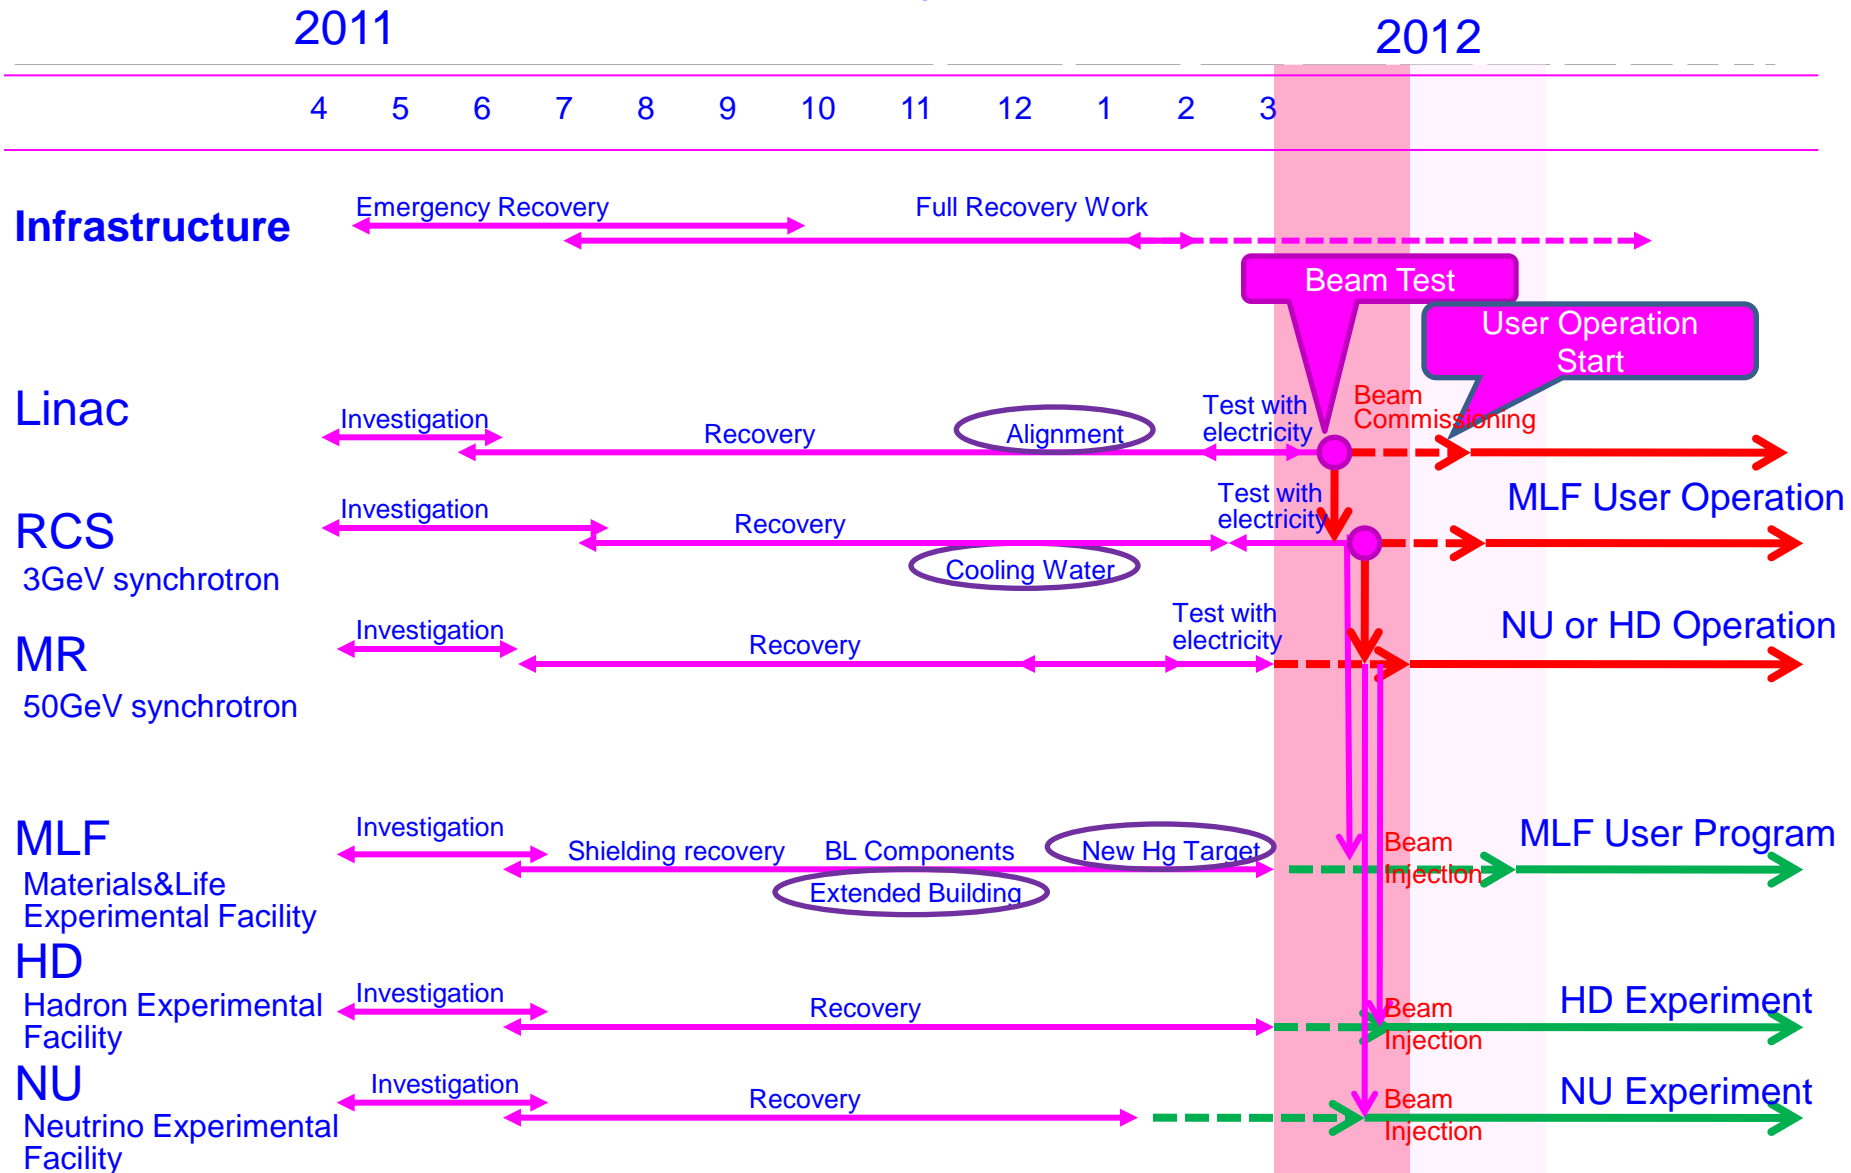 2011
2012
4 5 6 7 8 9 10 11 12 1 2 3
Infrastructure
Emergency Recovery
Full Recovery Work
Beam Test
User Operation
Start
Linac
Investigation
Recovery
Alignment
Test with
electricity
Beam
Commissioning
MLF User Operation
RCS
3GeV synchrotron
Investigation
Recovery
Cooling Water
Test with
electricity
NU or HD Operation
MR
50GeV synchrotron
Investigation
Recovery
Test with
electricity
MLF
Materials&Life
Experimental Facility
Investigation
Shielding recovery
BL Components
New Hg Target
Extended Building
Beam
Injection
MLF User Program
HD
Hadron Experimental
Facility
Investigation
Recovery
Beam
Injection
HD Experiment
NU
Neutrino Experimental
Facility
Investigation
Recovery
Beam
Injection
NU Experiment